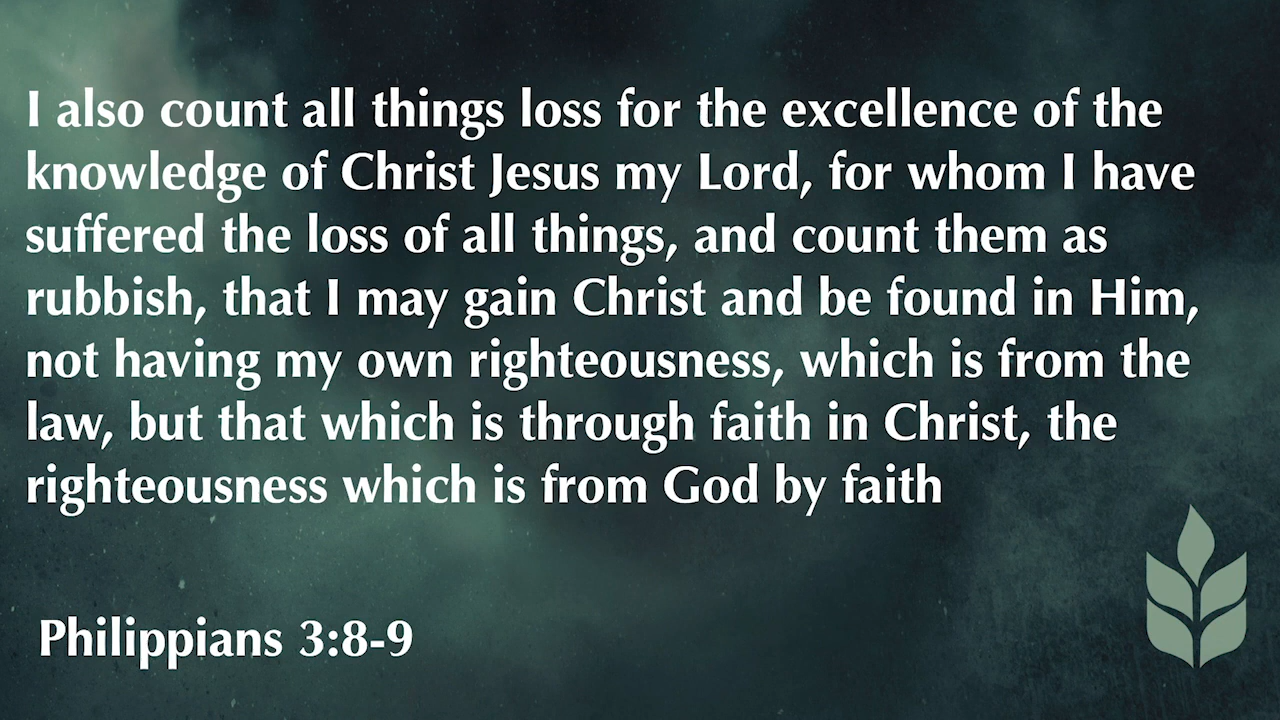 I also count all things loss for the excellence of the
knowledge of Christ Jesus my Lord, for whom I have
suffered the loss of all things, and count them as
rubbish, that I may gain Christ and be found in Him,
not having my own righteousness, which is from the
law, but that which is through faith in Christ, the
righteousness which is from God by faith
Philippians 3:8-9